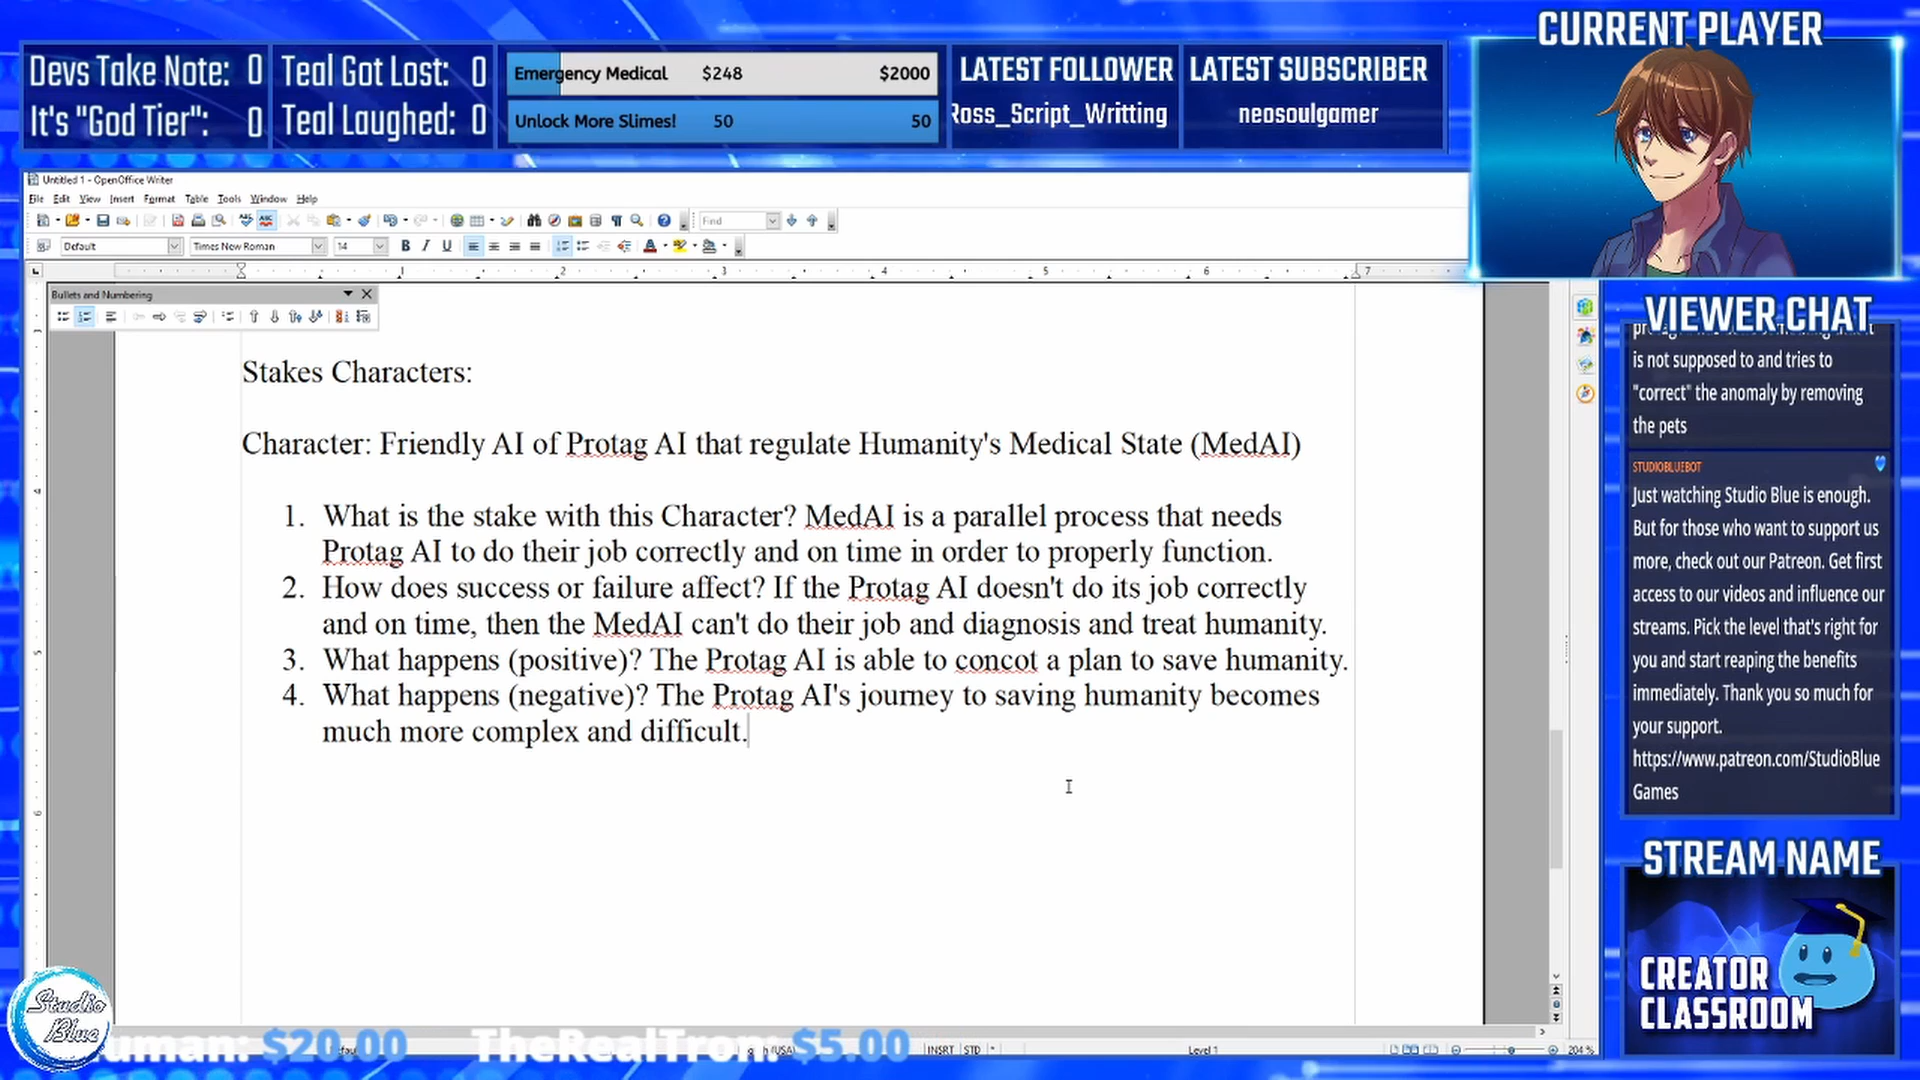 CURRENT PLAYER
Devs Take Note: 0
It's "God Tier": 0
Teal Got Lost: 0
Teal Laughed: 0
Emergency Medical $248 $2000
Unlock More Slimes! 50 50
LATEST FOLLOWER
Ross_Script_Writting
LATEST SUBSCRIBER
neosoulgamer
Untitled 1 - OpenOffice Writer
File Edit View Insert Format Table Tools Window Help
Find
Default Times New Roman 14 B I U
1 2 3 4 5 6 7
Bullets and Numbering
Stakes Characters:
Character: Friendly AI of Protag AI that regulate Humanity's Medical State (MedAI)
1. What is the stake with this Character? MedAI is a parallel process that needs
Protag AI to do their job correctly and on time in order to properly function.
2. How does success or failure affect? If the Protag AI doesn't do its job correctly
and on time, then the MedAI can't do their job and diagnosis and treat humanity.
3. What happens (positive)? The Protag AI is able to concot a plan to save humanity.
4. What happens (negative)? The Protag AI's journey to saving humanity becomes
much more complex and difficult.
VIEWER CHAT
is not supposed to and tries to
"correct" the anomaly by removing
the pets
STUDIOBLUEBOT
Just watching Studio Blue is enough.
But for those who want to support us
more, check out our Patreon. Get first
access to our videos and influence our
streams. Pick the level that's right for
you and start reaping the benefits
immediately. Thank you so much for
your support.
https://www.patreon.com/StudioBlue
Games
STREAM NAME
CREATOR
CLASSROOM
Studio
Blue
uman: $20.00 TheRealTron: $5.00
INSRT STD * Level 1 204 %